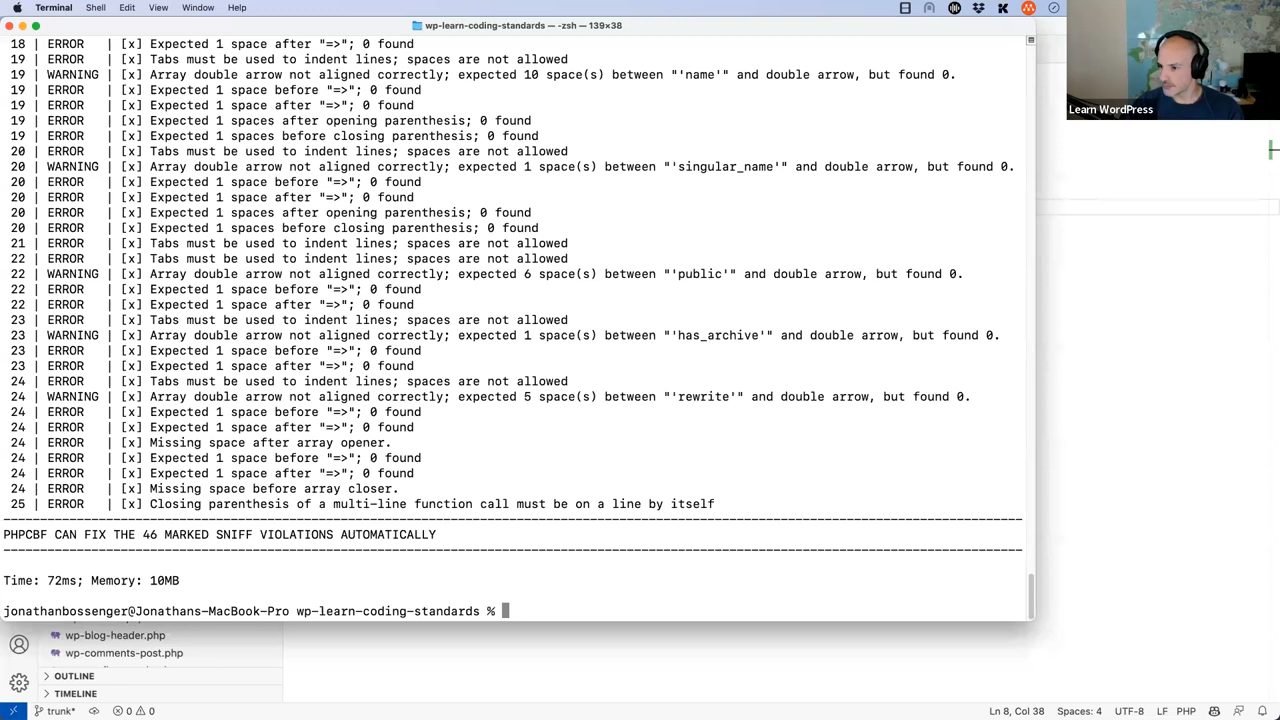 Terminal Shell Edit View Window Help
wp-learn-coding-standards — -zsh — 139×38
18 | ERROR | [x] Expected 1 space after "=>"; 0 found
19 | ERROR | [x] Tabs must be used to indent lines; spaces are not allowed
19 | WARNING | [x] Array double arrow not aligned correctly; expected 10 space(s) between "'name'" and double arrow, but found 0.
19 | ERROR | [x] Expected 1 space before "=>"; 0 found
19 | ERROR | [x] Expected 1 space after "=>"; 0 found
19 | ERROR | [x] Expected 1 spaces after opening parenthesis; 0 found
19 | ERROR | [x] Expected 1 spaces before closing parenthesis; 0 found
20 | ERROR | [x] Tabs must be used to indent lines; spaces are not allowed
20 | WARNING | [x] Array double arrow not aligned correctly; expected 1 space(s) between "'singular_name'" and double arrow, but found 0.
20 | ERROR | [x] Expected 1 space before "=>"; 0 found
20 | ERROR | [x] Expected 1 space after "=>"; 0 found
20 | ERROR | [x] Expected 1 spaces after opening parenthesis; 0 found
20 | ERROR | [x] Expected 1 spaces before closing parenthesis; 0 found
21 | ERROR | [x] Tabs must be used to indent lines; spaces are not allowed
22 | ERROR | [x] Tabs must be used to indent lines; spaces are not allowed
22 | WARNING | [x] Array double arrow not aligned correctly; expected 6 space(s) between "'public'" and double arrow, but found 0.
22 | ERROR | [x] Expected 1 space before "=>"; 0 found
22 | ERROR | [x] Expected 1 space after "=>"; 0 found
23 | ERROR | [x] Tabs must be used to indent lines; spaces are not allowed
23 | WARNING | [x] Array double arrow not aligned correctly; expected 1 space(s) between "'has_archive'" and double arrow, but found 0.
23 | ERROR | [x] Expected 1 space before "=>"; 0 found
23 | ERROR | [x] Expected 1 space after "=>"; 0 found
24 | ERROR | [x] Tabs must be used to indent lines; spaces are not allowed
24 | WARNING | [x] Array double arrow not aligned correctly; expected 5 space(s) between "'rewrite'" and double arrow, but found 0.
24 | ERROR | [x] Expected 1 space before "=>"; 0 found
24 | ERROR | [x] Expected 1 space after "=>"; 0 found
24 | ERROR | [x] Missing space after array opener.
24 | ERROR | [x] Expected 1 space before "=>"; 0 found
24 | ERROR | [x] Expected 1 space after "=>"; 0 found
24 | ERROR | [x] Missing space before array closer.
25 | ERROR | [x] Closing parenthesis of a multi-line function call must be on a line by itself
PHPCBF CAN FIX THE 46 MARKED SNIFF VIOLATIONS AUTOMATICALLY
Time: 72ms; Memory: 10MB
jonathanbossenger@Jonathans-MacBook-Pro wp-learn-coding-standards %
Learn WordPress
wp-blog-header.php
wp-comments-post.php
OUTLINE
TIMELINE
trunk* 0 0
Ln 8, Col 38 Spaces: 4 UTF-8 LF PHP